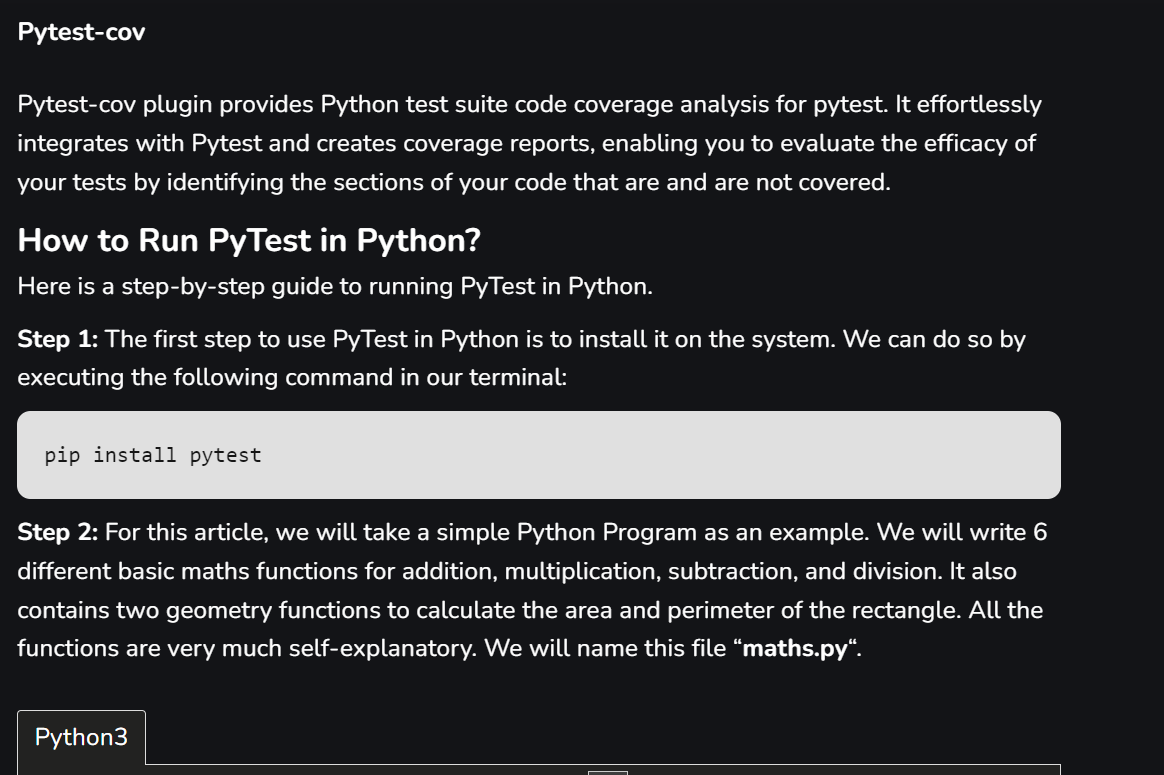 Pytest-cov
Pytest-cov plugin provides Python test suite code coverage analysis for pytest. It effortlessly
integrates with Pytest and creates coverage reports, enabling you to evaluate the efficacy of
your tests by identifying the sections of your code that are and are not covered.
How to Run PyTest in Python?
Here is a step-by-step guide to running PyTest in Python.
Step 1: The first step to use PyTest in Python is to install it on the system. We can do so by
executing the following command in our terminal:
pip install pytest
Step 2: For this article, we will take a simple Python Program as an example. We will write 6
different basic maths functions for addition, multiplication, subtraction, and division. It also
contains two geometry functions to calculate the area and perimeter of the rectangle. All the
functions are very much self-explanatory. We will name this file “maths.py“.
Python3